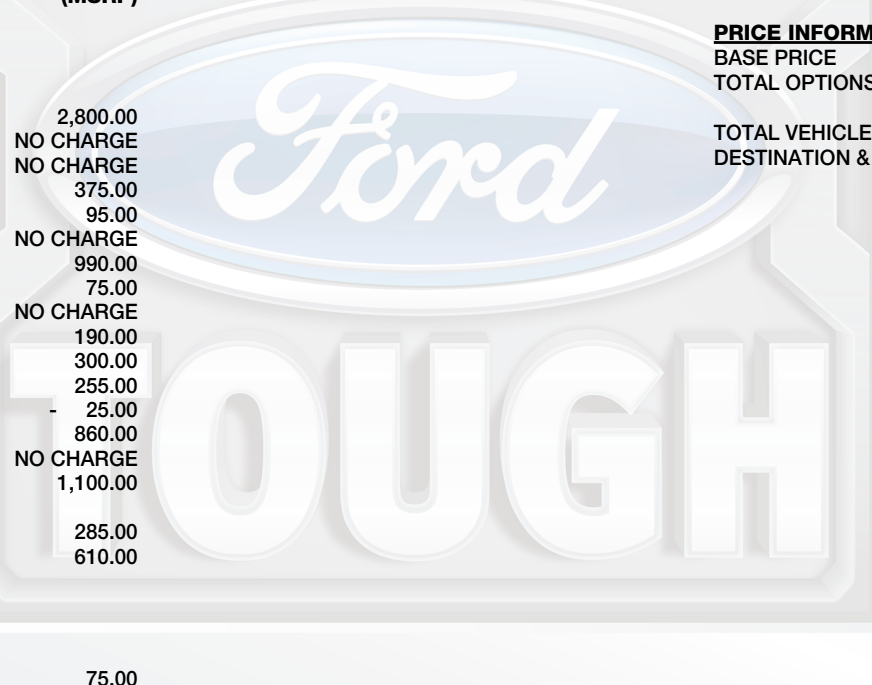 (MSRP)
2,800.00
NO CHARGE
NO CHARGE
375.00
95.00
NO CHARGE
990.00
75.00
NO CHARGE
190.00
300.00
255.00
- 25.00
860.00
NO CHARGE
1,100.00
285.00
610.00
75.00
PRICE INFORM
BASE PRICE
TOTAL OPTIONS
TOTAL VEHICLE
DESTINATION &
Ford
TOUGH